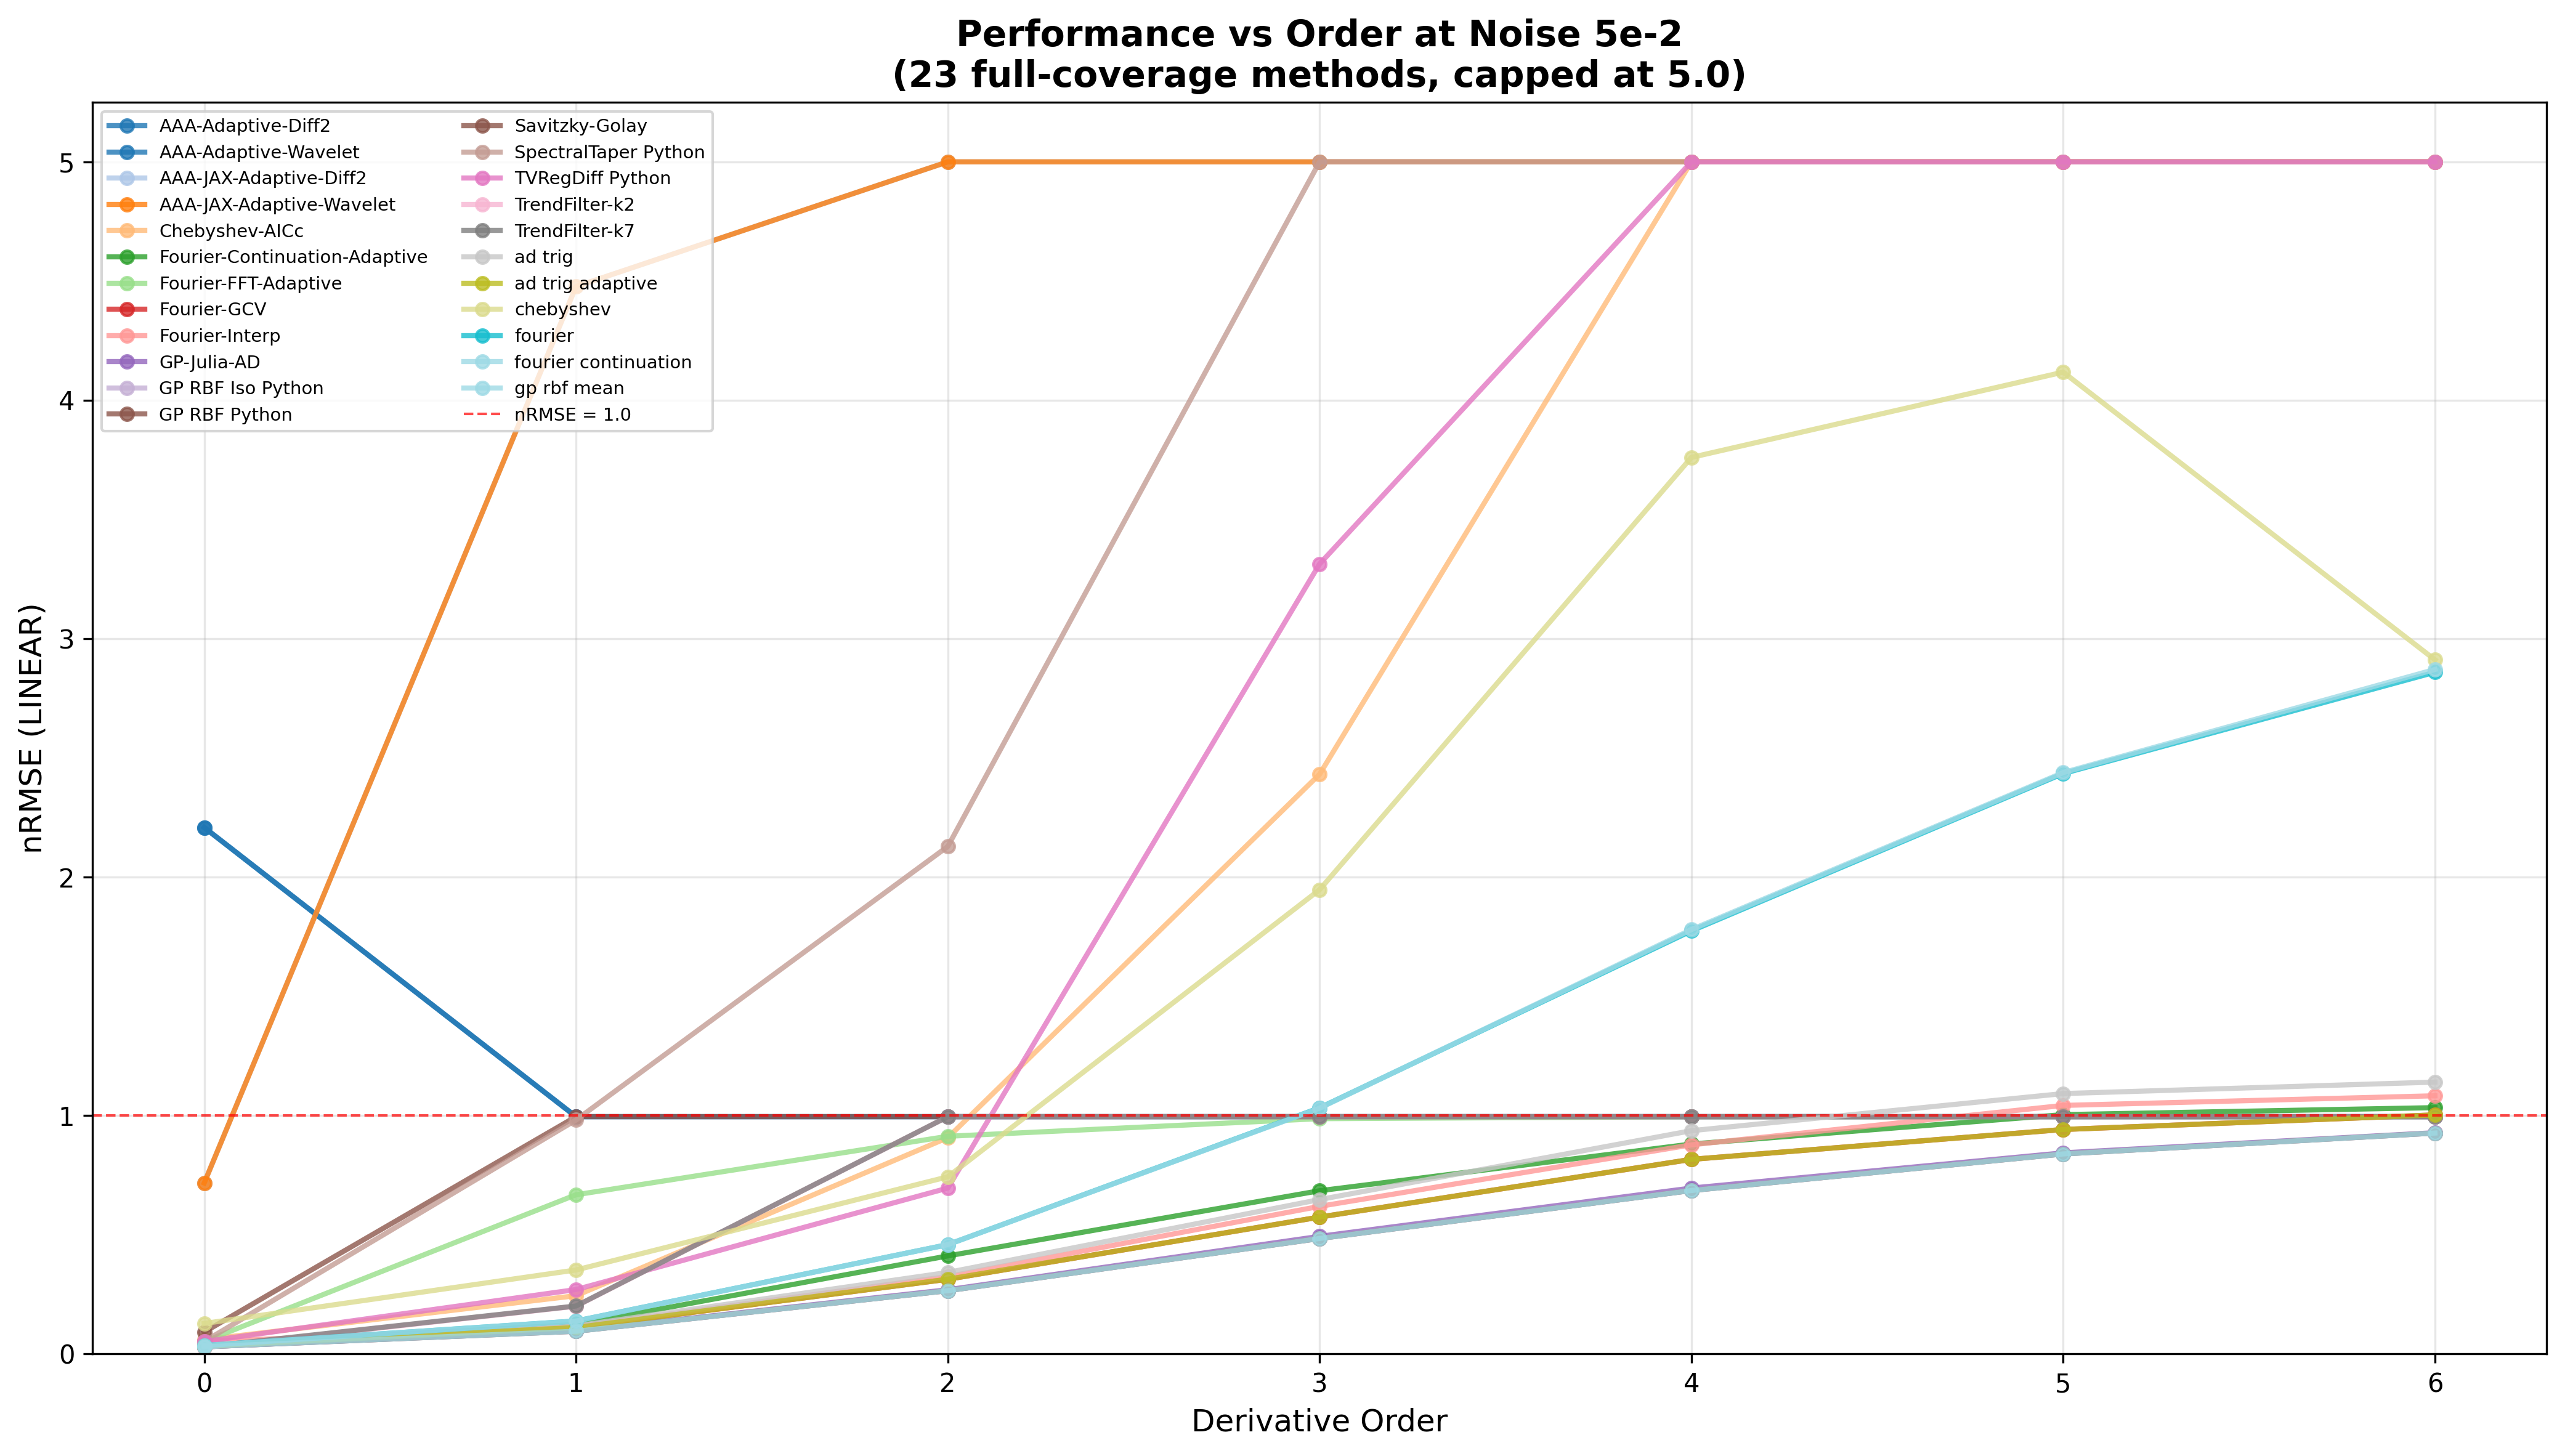 Performance vs Order at Noise 5e-2
(23 full-coverage methods, capped at 5.0)
AAA-Adaptive-Diff2
AAA-Adaptive-Wavelet
AAA-JAX-Adaptive-Diff2
AAA-JAX-Adaptive-Wavelet
Chebyshev-AICc
Fourier-Continuation-Adaptive
Fourier-FFT-Adaptive
Fourier-GCV
Fourier-Interp
GP-Julia-AD
GP RBF Iso Python
GP RBF Python
Savitzky-Golay
SpectralTaper Python
TVRegDiff Python
TrendFilter-k2
TrendFilter-k7
ad trig
ad trig adaptive
chebyshev
fourier
fourier continuation
gp rbf mean
nRMSE = 1.0
nRMSE (LINEAR)
5
4
3
2
1
0
0 1 2 3 4 5 6
Derivative Order